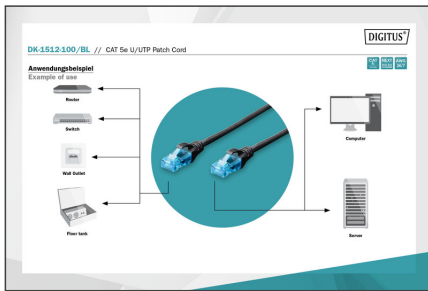 DIGITUS®
DK-1512-100/BL // CAT 5e U/UTP Patch Cord
Anwendungsbeispiel
Example of use
Router
Switch
Wall Outlet
Floor tank
Computer
Server